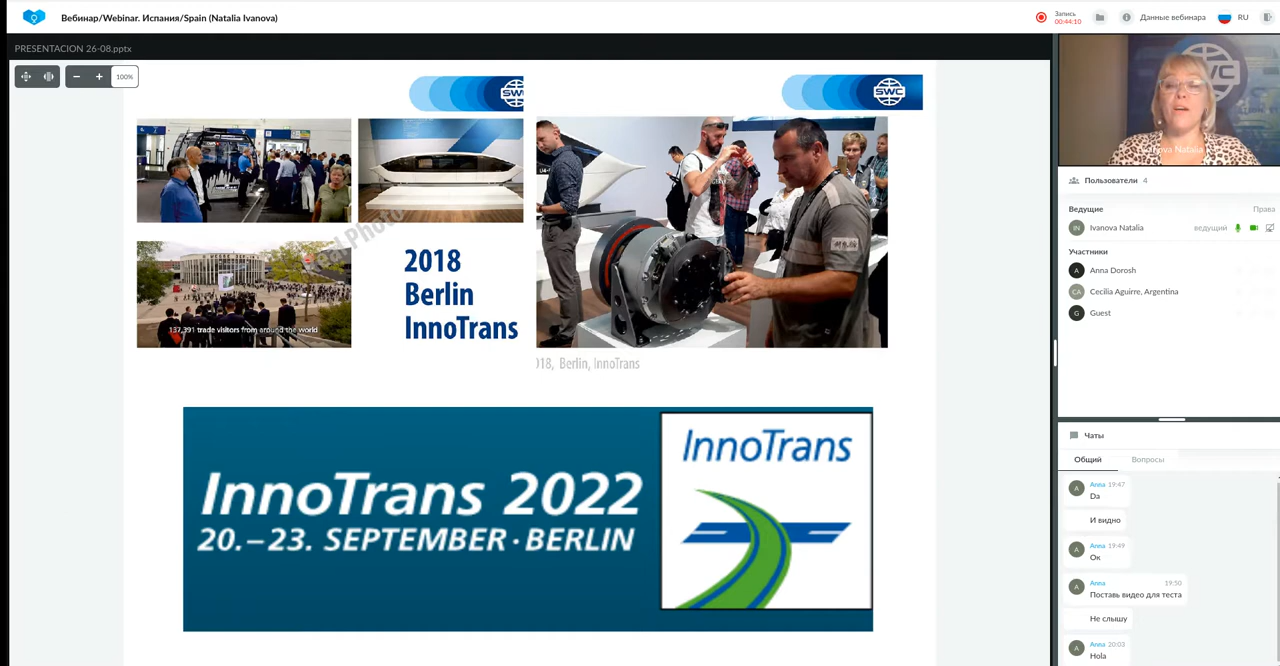 Вебинар/Webinar. Испания/Spain (Natalia Ivanova)
Запись
00:44:10
Данные вебинара
RU
PRESENTACION 26-08.pptx
100%
SWC
SWC
137,391 trade visitors from around the world
2018
Berlin
InnoTrans
018, Berlin, InnoTrans
InnoTrans 2022
20.–23. SEPTEMBER · BERLIN
InnoTrans
Ivanova Natalia
Пользователи 4
Ведущие
Права
IN
Ivanova Natalia
ведущий
Участники
A
Anna Dorosh
CA
Cecilia Aguirre, Argentina
G
Guest
Чаты
Общий
Вопросы
A
Anna 19:47
Da
И видно
A
Anna 19:49
Ок
A
Anna 19:50
Поставь видео для теста
Не слышу
A
Anna 20:03
Hola